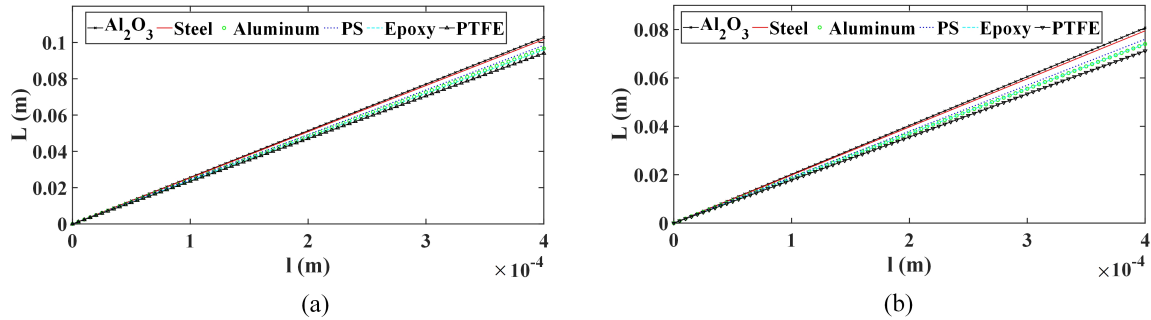 Al₂O₃ Steel Aluminum PS Epoxy PTFE
0.1
0.08
0.06
0.04
0.02
0
L (m)
0 1 2 3 4
l (m)
×10⁻⁴
(a)
Al₂O₃ Steel Aluminum PS Epoxy PTFE
0.08
0.06
0.04
0.02
0
L (m)
0 1 2 3 4
l (m)
×10⁻⁴
(b)